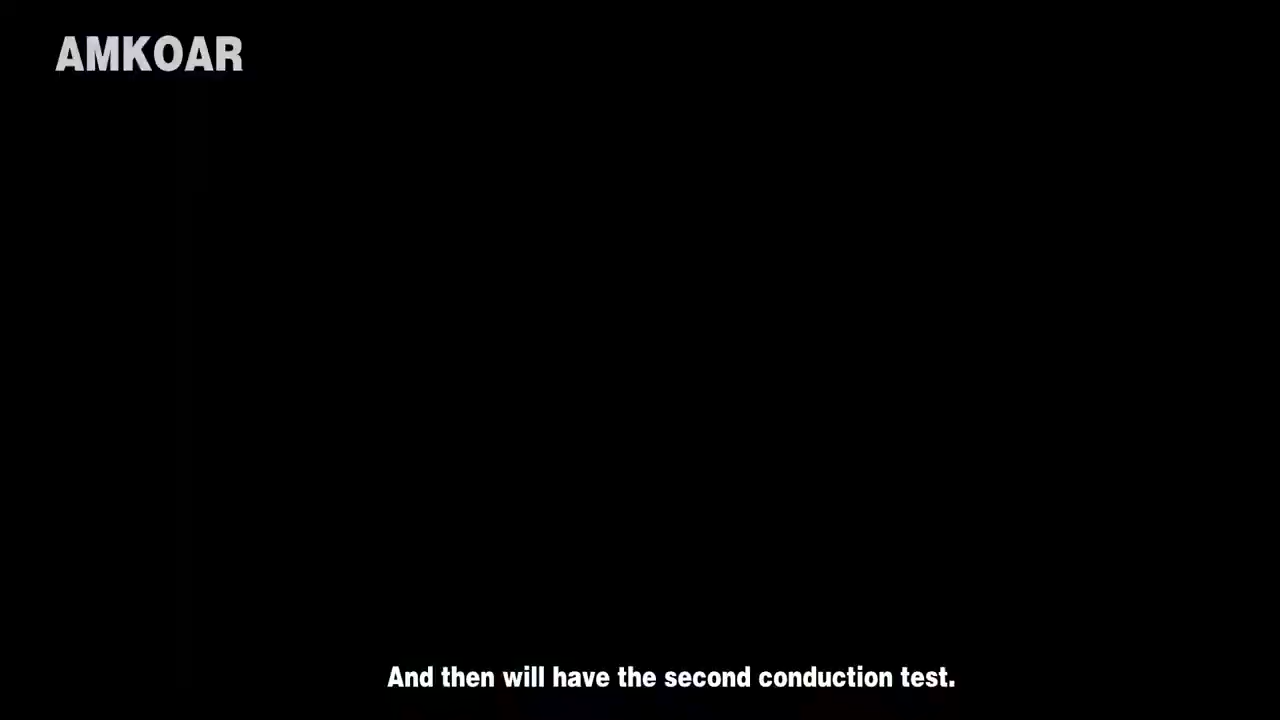 AMKOAR
And then will have the second conduction test.